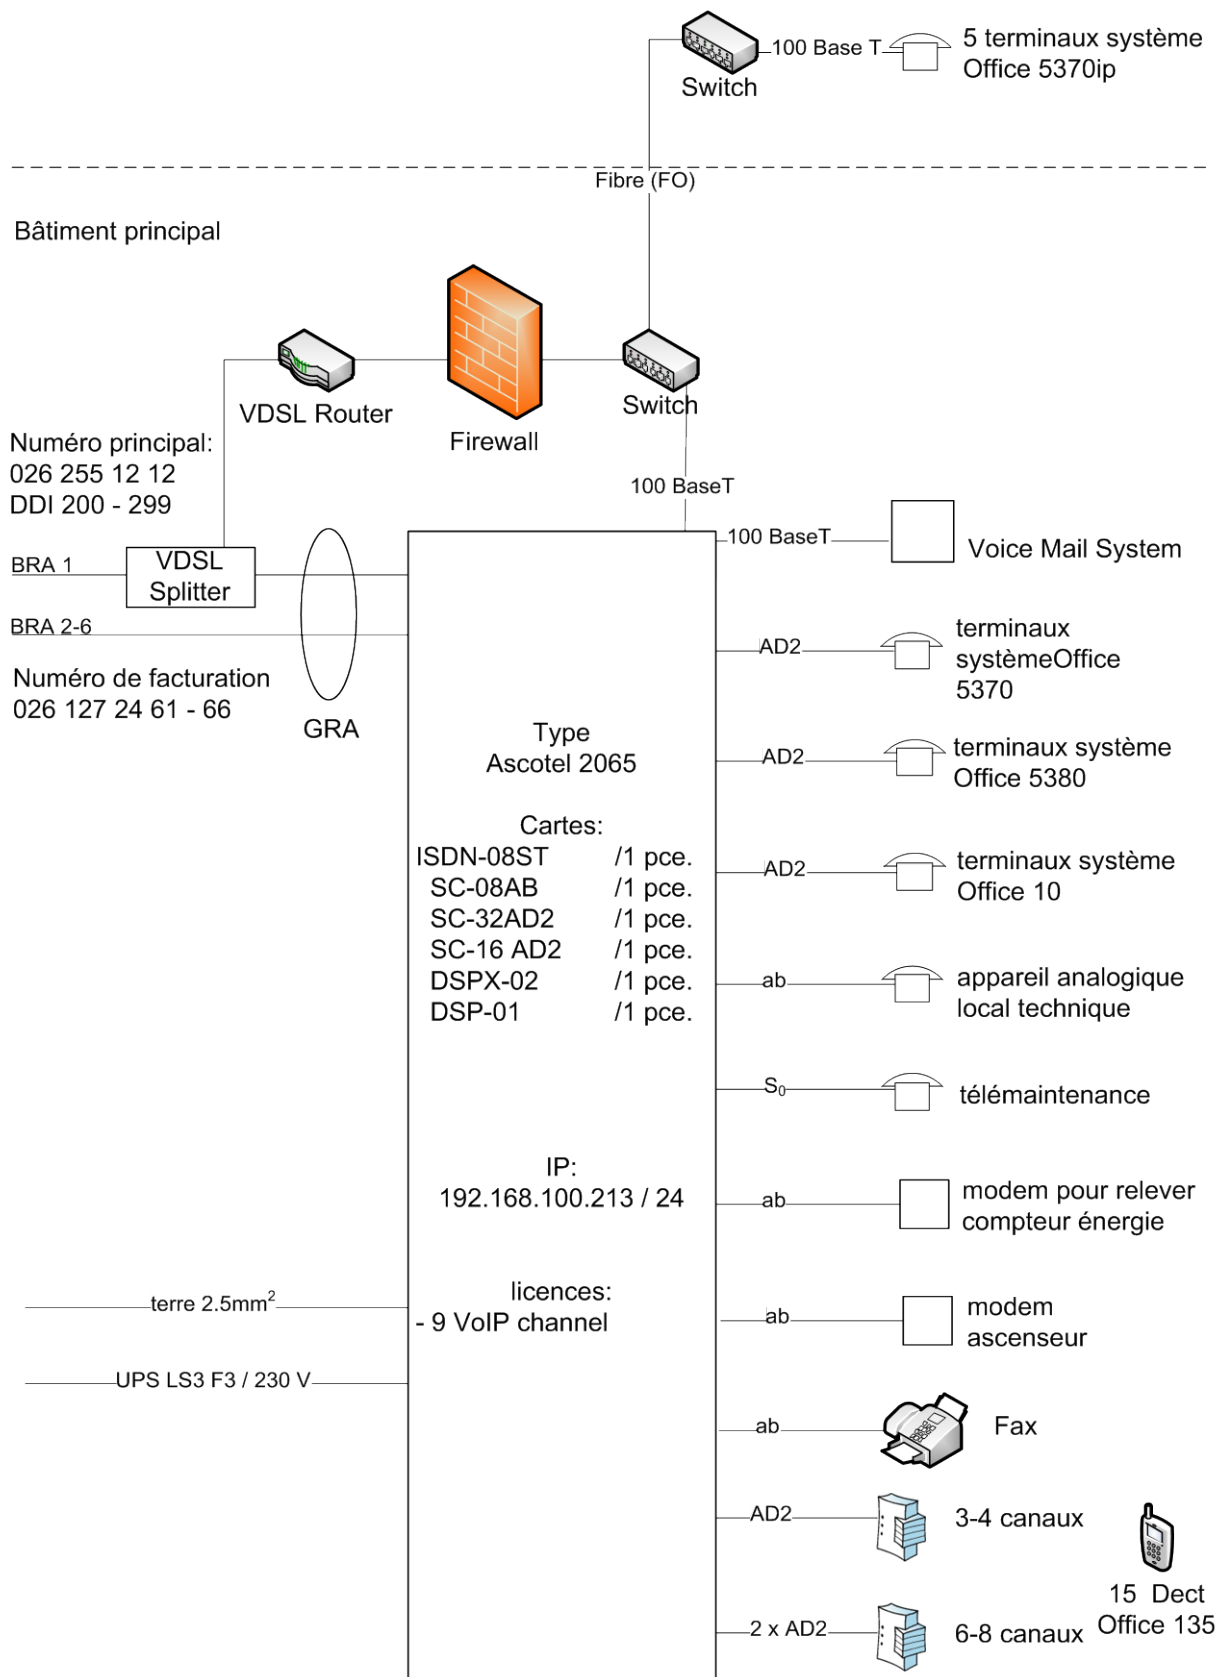 100 Base T
5 terminaux système
Office 5370ip
Switch
Fibre (FO)
Bâtiment principal
VDSL Router
Firewall
Switch
Numéro principal:
026 255 12 12
DDI 200 - 299
100 BaseT
BRA 1
VDSL
Splitter
100 BaseT
Voice Mail System
BRA 2-6
Numéro de facturation
026 127 24 61 - 66
GRA
AD2
terminaux
systèmeOffice
5370
Type
Ascotel 2065
AD2
terminaux système
Office 5380
Cartes:
ISDN-08ST /1 pce.
SC-08AB /1 pce.
SC-32AD2 /1 pce.
SC-16 AD2 /1 pce.
DSPX-02 /1 pce.
DSP-01 /1 pce.
AD2
terminaux système
Office 10
ab
appareil analogique
local technique
S₀
télémaintenance
IP:
192.168.100.213 / 24
ab
modem pour relever
compteur énergie
terre 2.5mm²
licences:
- 9 VoIP channel
ab
modem
ascenseur
UPS LS3 F3 / 230 V
ab
Fax
AD2
3-4 canaux
15 Dect
Office 135
2 x AD2
6-8 canaux